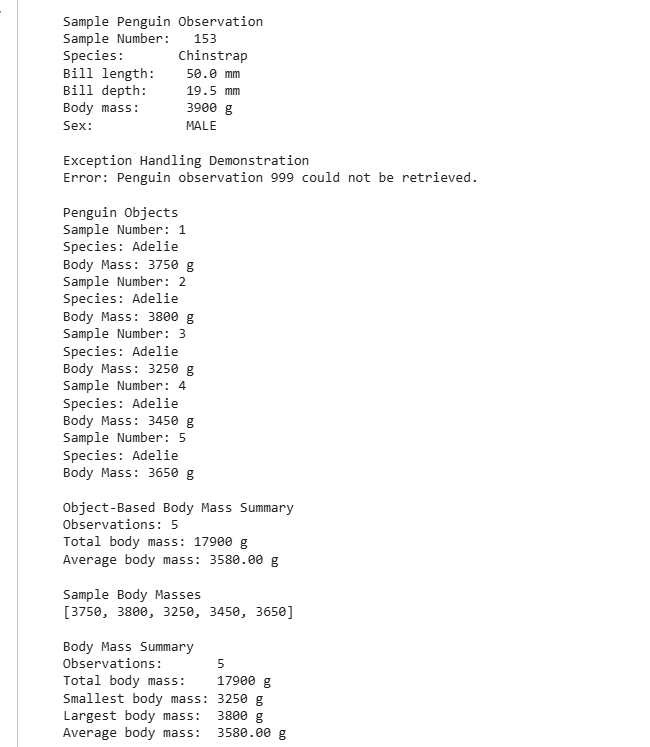 Sample Penguin Observation
Sample Number:   153
Species:       Chinstrap
Bill length:    50.0 mm
Bill depth:     19.5 mm
Body mass:      3900 g
Sex:            MALE

Exception Handling Demonstration
Error: Penguin observation 999 could not be retrieved.

Penguin Objects
Sample Number: 1
Species: Adelie
Body Mass: 3750 g
Sample Number: 2
Species: Adelie
Body Mass: 3800 g
Sample Number: 3
Species: Adelie
Body Mass: 3250 g
Sample Number: 4
Species: Adelie
Body Mass: 3450 g
Sample Number: 5
Species: Adelie
Body Mass: 3650 g

Object-Based Body Mass Summary
Observations: 5
Total body mass: 17900 g
Average body mass: 3580.00 g

Sample Body Masses
[3750, 3800, 3250, 3450, 3650]

Body Mass Summary
Observations:       5
Total body mass:    17900 g
Smallest body mass: 3250 g
Largest body mass:  3800 g
Average body mass:  3580.00 g